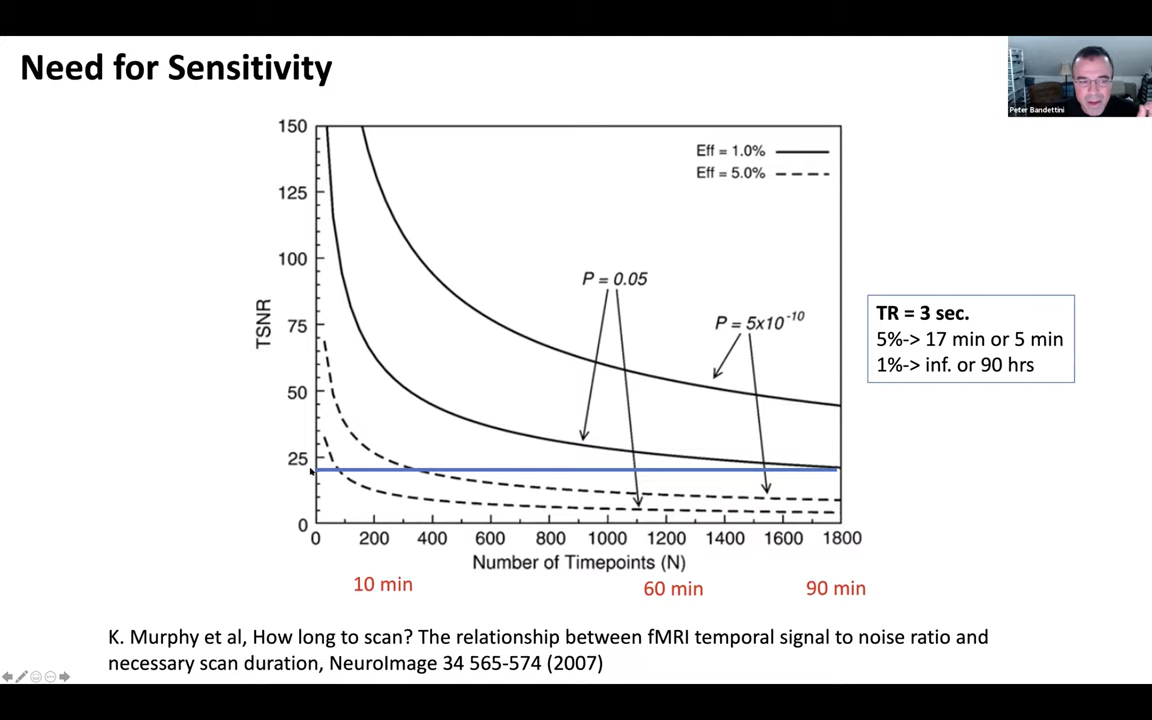 Need for Sensitivity
Peter Bandettini
150
125
100
75
50
25
0
TSNR
Eff = 1.0%
Eff = 5.0%
P = 0.05
P = 5x10⁻¹⁰
0 200 400 600 800 1000 1200 1400 1600 1800
Number of Timepoints (N)
10 min 60 min 90 min
TR = 3 sec.
5%-> 17 min or 5 min
1%-> inf. or 90 hrs
K. Murphy et al, How long to scan? The relationship between fMRI temporal signal to noise ratio and
necessary scan duration, NeuroImage 34 565-574 (2007)